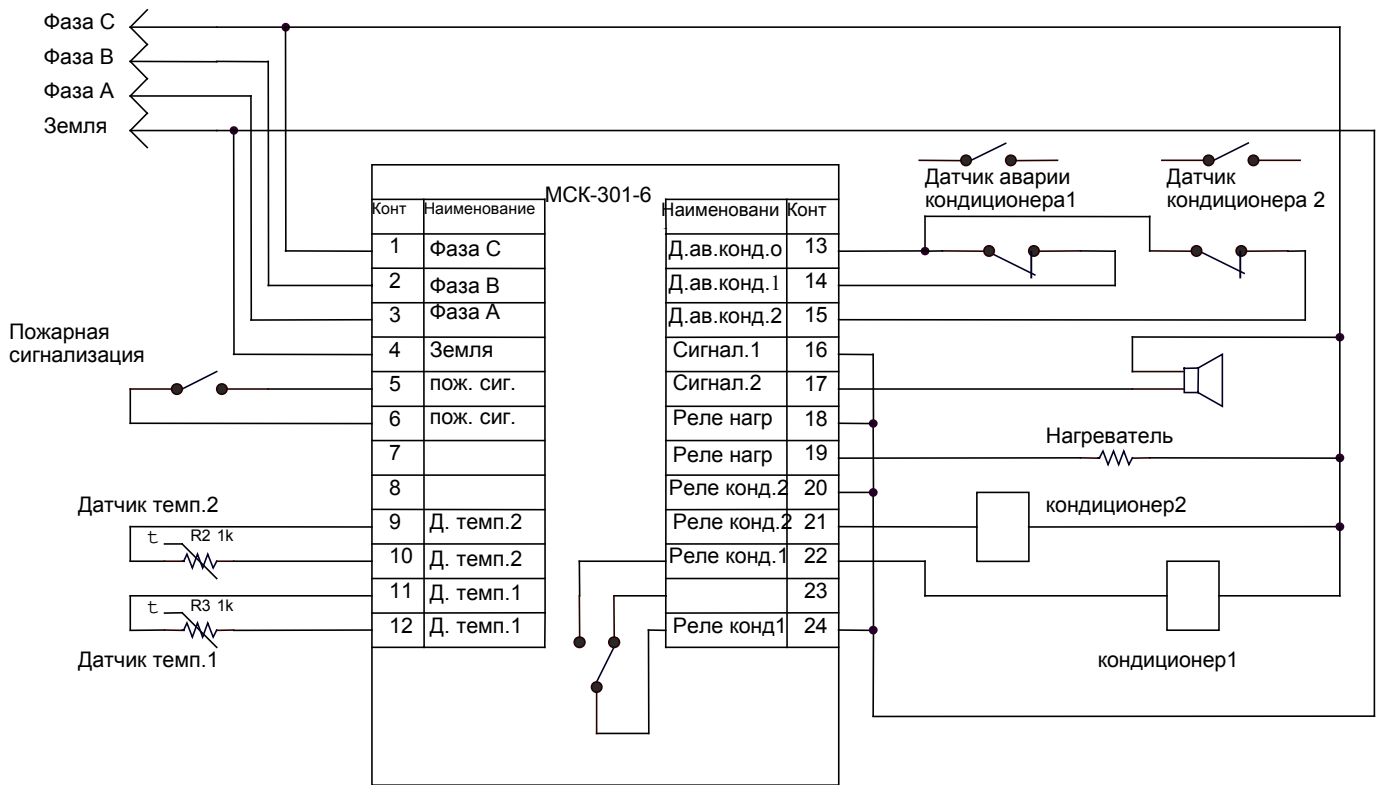 Фаза С
Фаза В
Фаза А
Земля
МСК-301-6
Конт Наименование
1 Фаза С
2 Фаза В
3 Фаза А
4 Земля
5 пож. сиг.
6 пож. сиг.
7
8
9 Д. темп.2
10 Д. темп.2
11 Д. темп.1
12 Д. темп.1
Наименовани Конт
Д.ав.конд.о 13
Д.ав.конд.1 14
Д.ав.конд.2 15
Сигнал.1 16
Сигнал.2 17
Реле нагр 18
Реле нагр 19
Реле конд.2 20
Реле конд.2 21
Реле конд.1 22
23
Реле конд1 24
Пожарная
сигнализация
Датчик темп.2
t R2 1k
t R3 1k
Датчик темп.1
Датчик аварии
кондиционера1
Датчик
кондиционера 2
Нагреватель
кондиционер2
кондиционер1